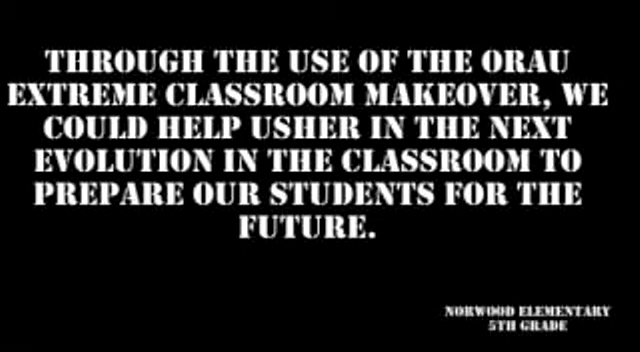 THROUGH THE USE OF THE ORAU
EXTREME CLASSROOM MAKEOVER, WE
COULD HELP USHER IN THE NEXT
EVOLUTION IN THE CLASSROOM TO
PREPARE OUR STUDENTS FOR THE
FUTURE.
NORWOOD ELEMENTARY
5TH GRADE